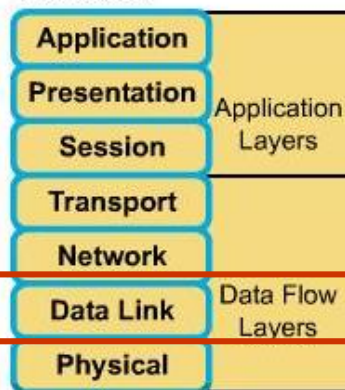 Application
Presentation
Session
Application
Layers
Transport
Network
Data Link
Physical
Data Flow
Layers